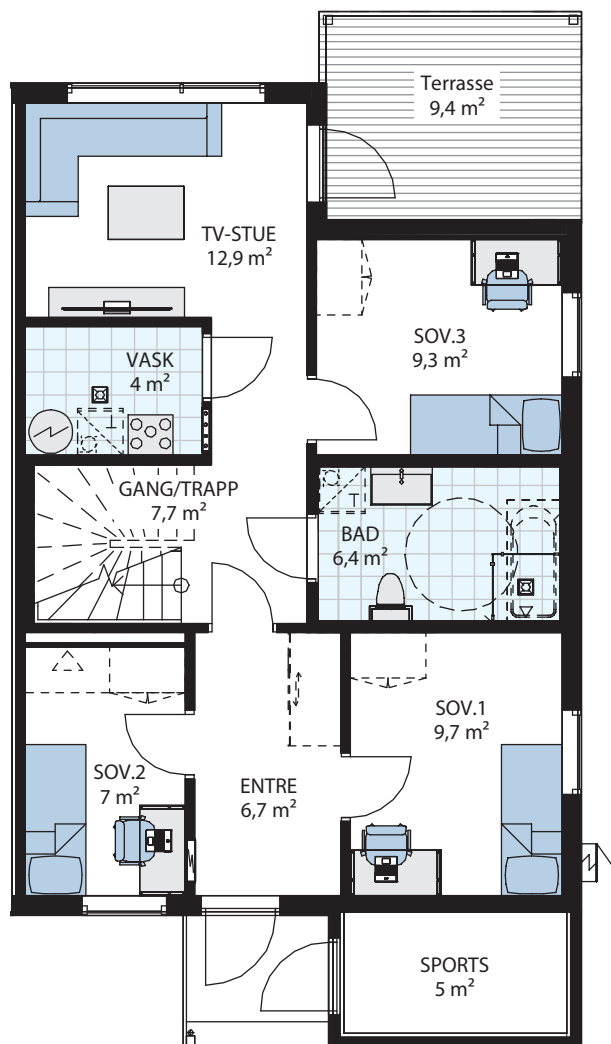 Terrasse
9,4 m²
TV-STUE
12,9 m²
SOV.3
9,3 m²
VASK
4 m²
GANG/TRAPP
7,7 m²
BAD
6,4 m²
T
T
SOV.1
9,7 m²
SOV.2
7 m²
ENTRE
6,7 m²
SPORTS
5 m²